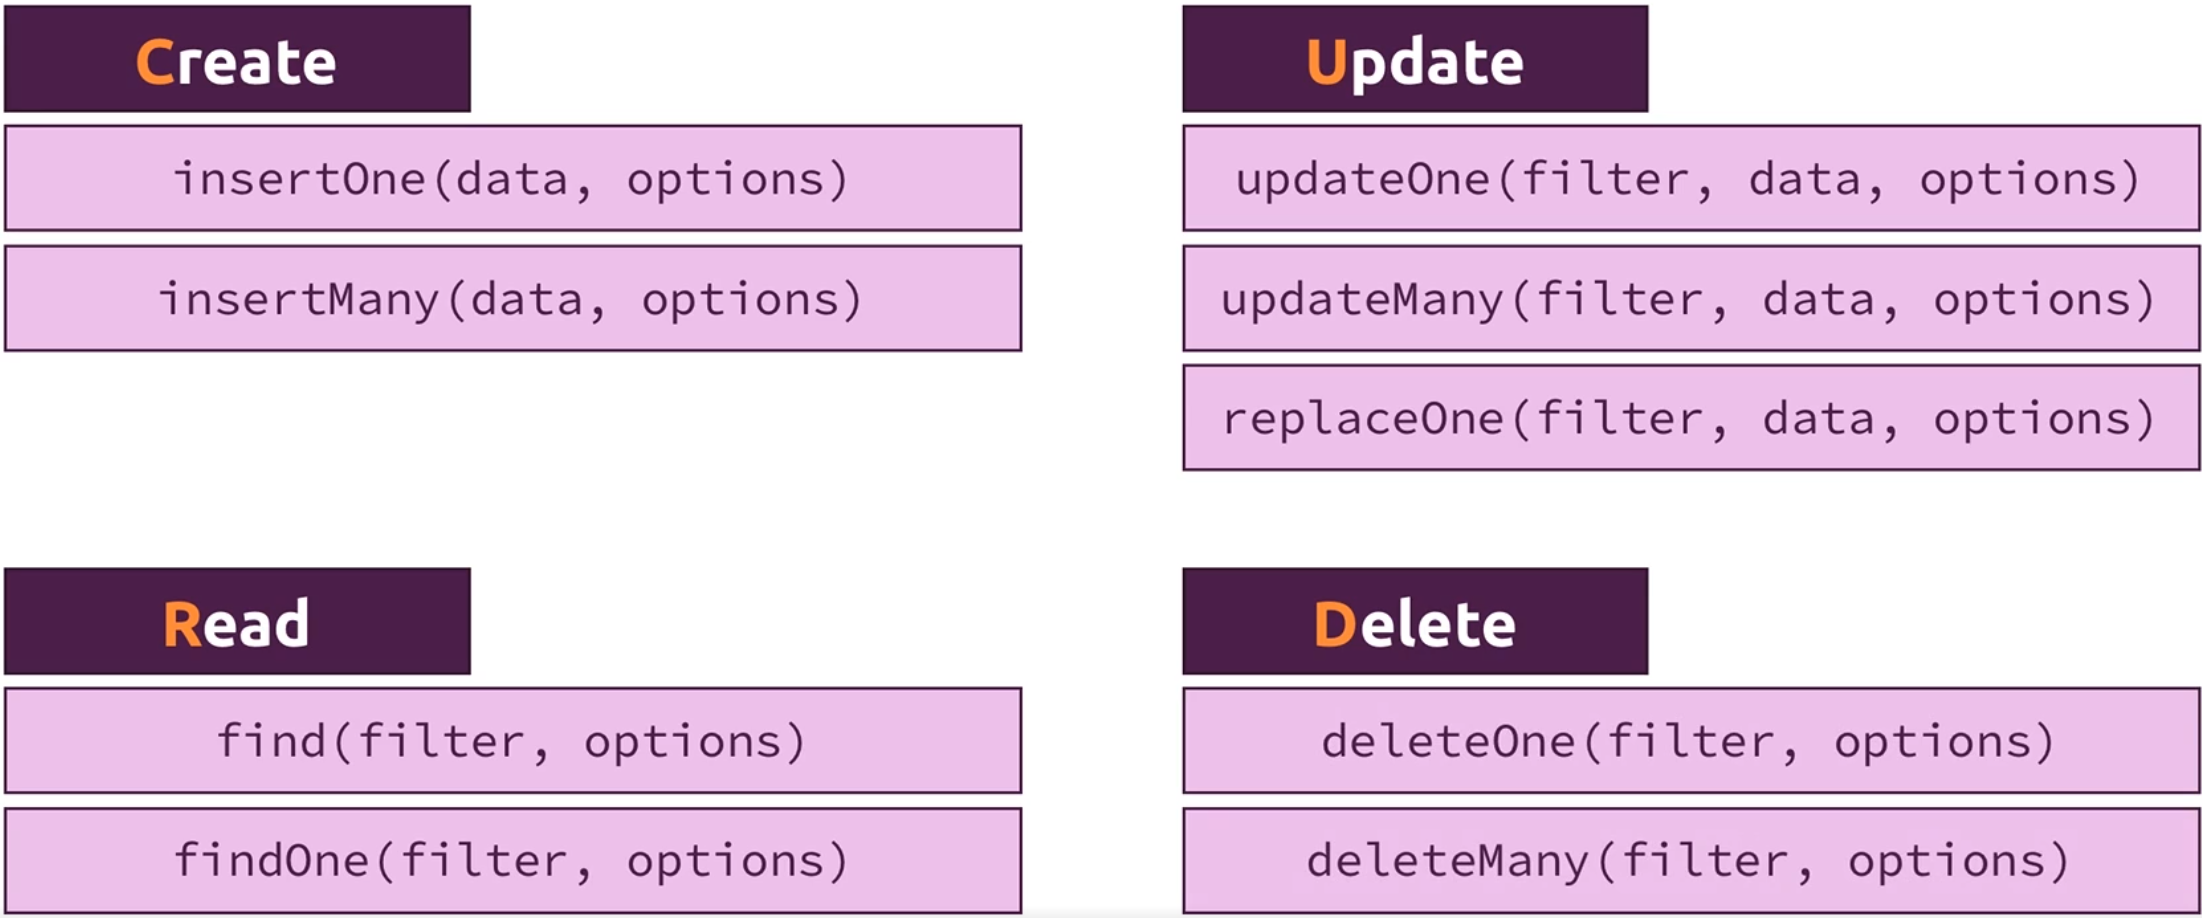 Create
insertOne(data, options)
insertMany(data, options)
Update
updateOne(filter, data, options)
updateMany(filter, data, options)
replaceOne(filter, data, options)
Read
find(filter, options)
findOne(filter, options)
Delete
deleteOne(filter, options)
deleteMany(filter, options)